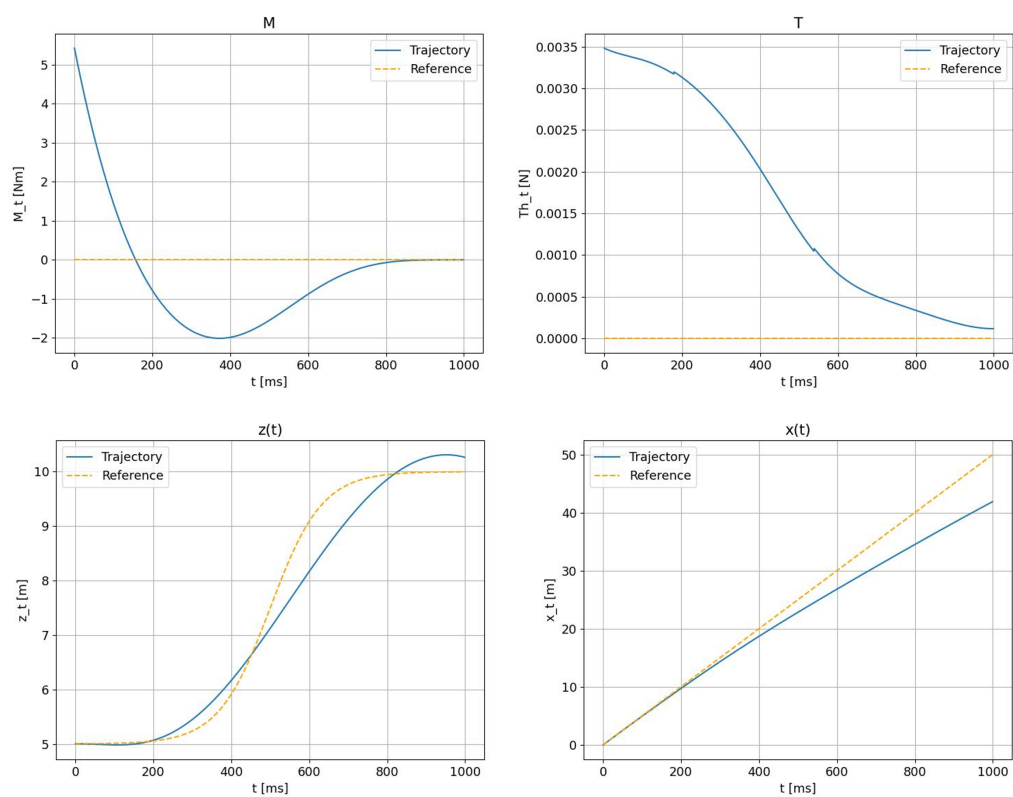 M
M_t [Nm]
5
4
3
2
1
0
−1
−2
0 200 400 600 800 1000
t [ms]
Trajectory
Reference
T
Th_t [N]
0.0035
0.0030
0.0025
0.0020
0.0015
0.0010
0.0005
0.0000
0 200 400 600 800 1000
t [ms]
Trajectory
Reference
z(t)
z_t [m]
10
9
8
7
6
5
0 200 400 600 800 1000
t [ms]
Trajectory
Reference
x(t)
x_t [m]
50
40
30
20
10
0
0 200 400 600 800 1000
t [ms]
Trajectory
Reference